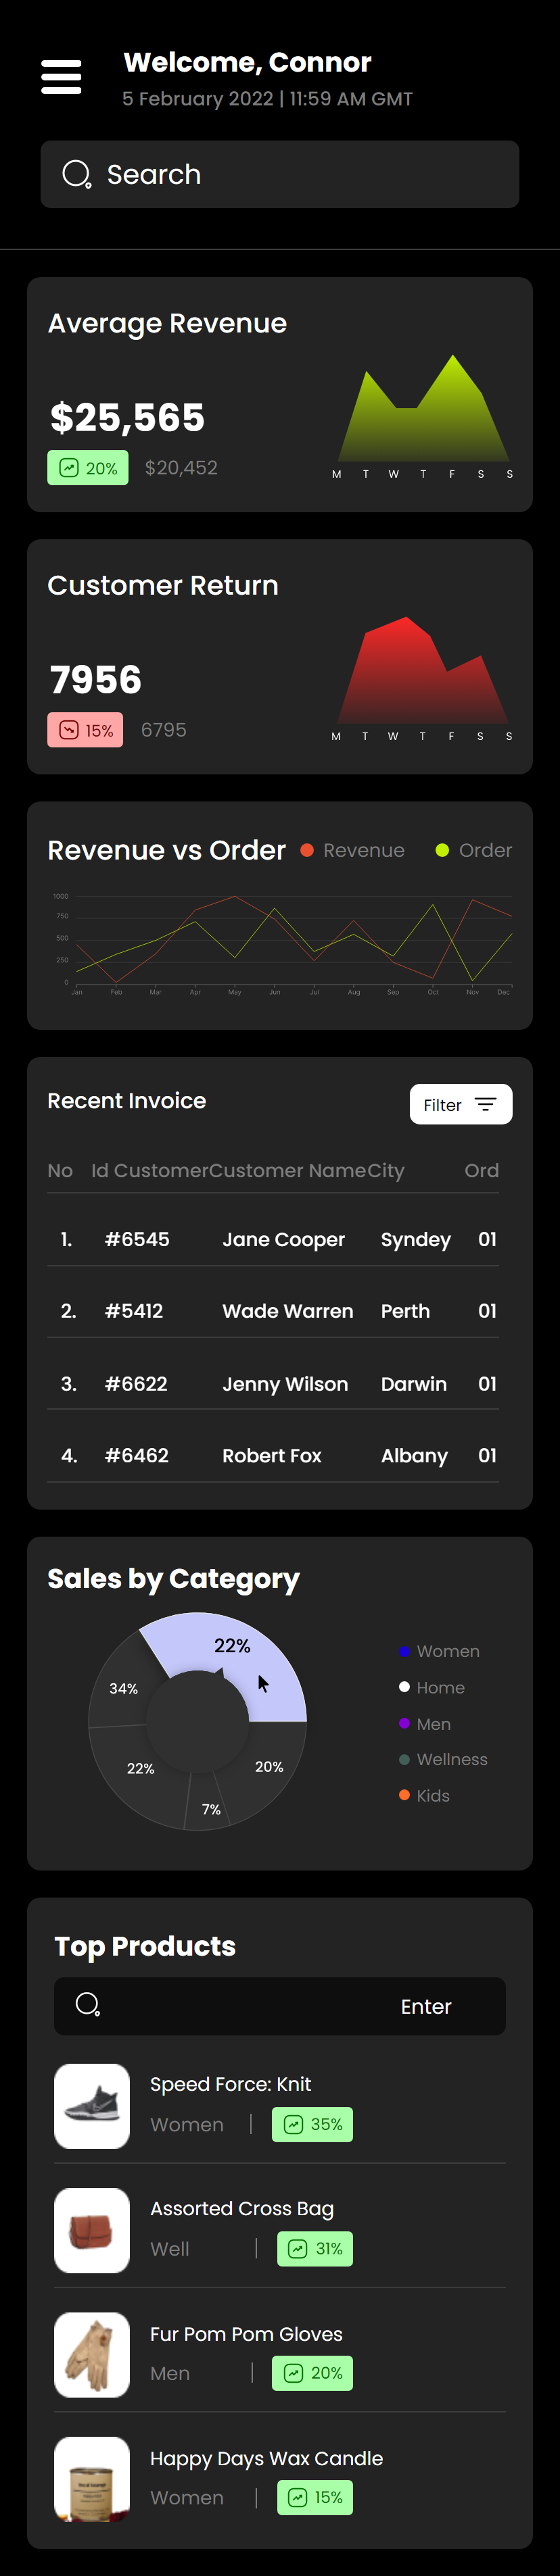 Welcome, Connor
5 February 2022 | 11:59 AM GMT
Search
Average Revenue
$25,565
20% $20,452
M T W T F S S
Customer Return
7956
15% 6795
M T W T F S S
Revenue vs Order Revenue Order
1000
750
500
250
0
Jan Feb Mar Apr May Jun Jul Aug Sep Oct Nov Dec
Recent Invoice Filter
No Id Customer Customer Name City Ord
1. #6545 Jane Cooper Syndey 01
2. #5412 Wade Warren Perth 01
3. #6622 Jenny Wilson Darwin 01
4. #6462 Robert Fox Albany 01
Sales by Category
22%
34%
22%
20%
7%
Women
Home
Men
Wellness
Kids
Top Products
Enter
Speed Force: Knit
Women | 35%
Assorted Cross Bag
Well | 31%
Fur Pom Pom Gloves
Men | 20%
Happy Days Wax Candle
Women | 15%